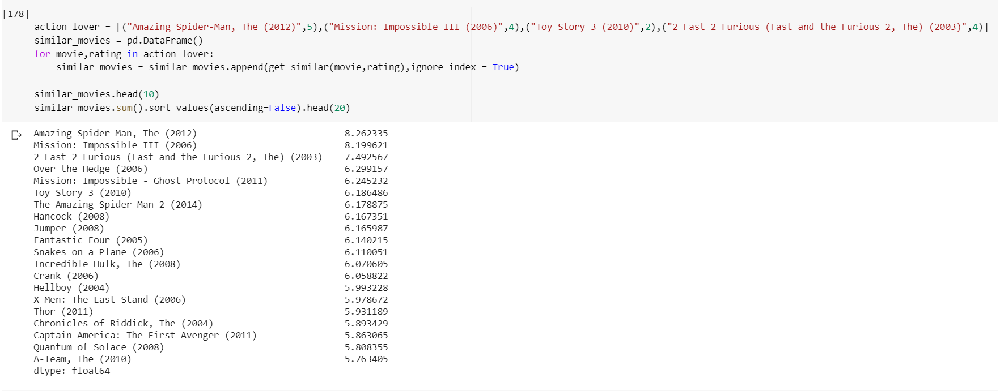 [178]
action_lover = [("Amazing Spider-Man, The (2012)",5),("Mission: Impossible III (2006)",4),("Toy Story 3 (2010)",2),("2 Fast 2 Furious (Fast and the Furious 2, The) (2003)",4)]
similar_movies = pd.DataFrame()
for movie,rating in action_lover:
    similar_movies = similar_movies.append(get_similar(movie,rating),ignore_index = True)

similar_movies.head(10)
similar_movies.sum().sort_values(ascending=False).head(20)
Amazing Spider-Man, The (2012) 8.262335
Mission: Impossible III (2006) 8.199621
2 Fast 2 Furious (Fast and the Furious 2, The) (2003) 7.492567
Over the Hedge (2006) 6.299157
Mission: Impossible - Ghost Protocol (2011) 6.245232
Toy Story 3 (2010) 6.186486
The Amazing Spider-Man 2 (2014) 6.178875
Hancock (2008) 6.167351
Jumper (2008) 6.165987
Fantastic Four (2005) 6.140215
Snakes on a Plane (2006) 6.110051
Incredible Hulk, The (2008) 6.070605
Crank (2006) 6.058822
Hellboy (2004) 5.993228
X-Men: The Last Stand (2006) 5.978672
Thor (2011) 5.931189
Chronicles of Riddick, The (2004) 5.893429
Captain America: The First Avenger (2011) 5.863065
Quantum of Solace (2008) 5.808355
A-Team, The (2010) 5.763405
dtype: float64